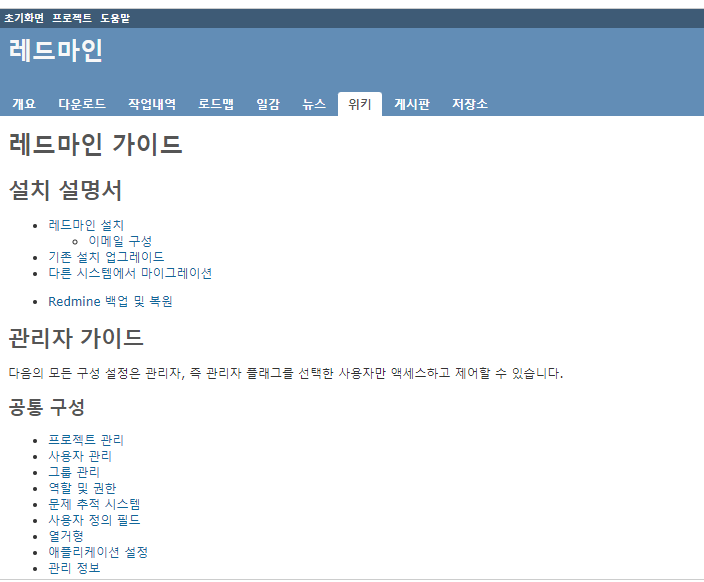 초기화면 프로젝트 도움말
레드마인
개요 다운로드 작업내역 로드맵 일감 뉴스 위키 게시판 저장소
레드마인 가이드
설치 설명서
레드마인 설치
이메일 구성
기존 설치 업그레이드
다른 시스템에서 마이그레이션
Redmine 백업 및 복원
관리자 가이드
다음의 모든 구성 설정은 관리자, 즉 관리자 플래그를 선택한 사용자만 액세스하고 제어할 수 있습니다.
공통 구성
프로젝트 관리
사용자 관리
그룹 관리
역할 및 권한
문제 추적 시스템
사용자 정의 필드
열거형
애플리케이션 설정
관리 정보